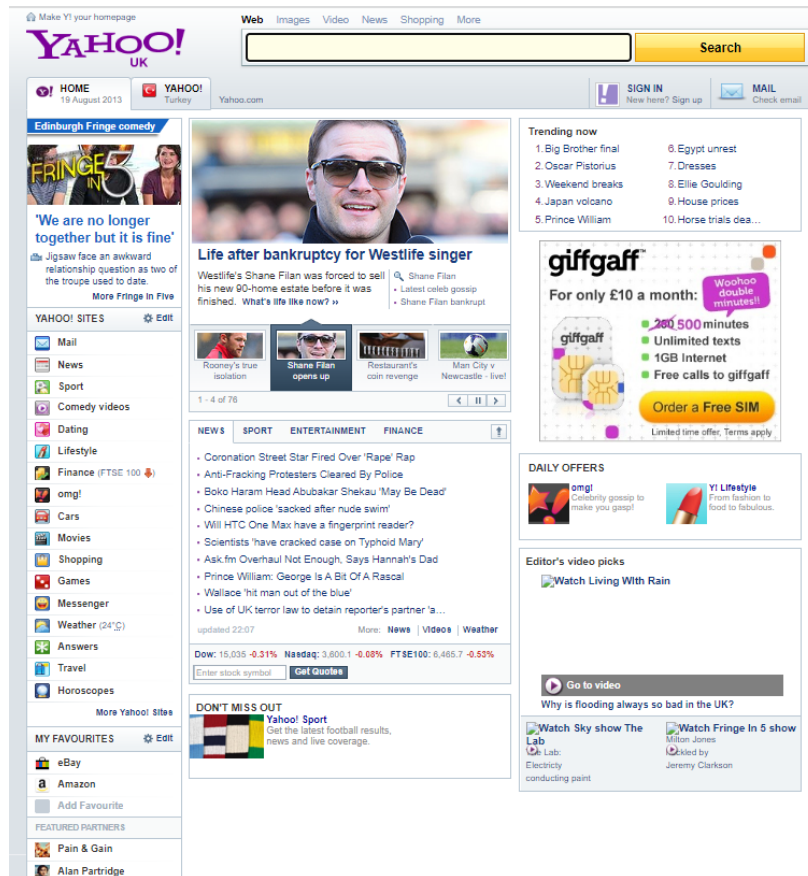 Make Y! your homepage
Web Images Video News Shopping More
YAHOO!
UK
Search
HOME
19 August 2013
YAHOO!
Turkey
Yahoo.com
SIGN IN
New here? Sign up
MAIL
Check email
Edinburgh Fringe comedy
FRINGE
IN 5
'We are no longer
together but it is fine'
Jigsaw face an awkward
relationship question as two of
the troupe used to date.
More Fringe in Five
YAHOO! SITES Edit
Mail
News
Sport
Comedy videos
Dating
Lifestyle
Finance (FTSE 100)
omg!
Cars
Movies
Shopping
Games
Messenger
Weather (24°C)
Answers
Travel
Horoscopes
More Yahoo! Sites
MY FAVOURITES Edit
eBay
Amazon
Add Favourite
FEATURED PARTNERS
Pain & Gain
Alan Partridge
Life after bankruptcy for Westlife singer
Westlife's Shane Filan was forced to sell
his new 90-home estate before it was
finished. What's life like now? »
Shane Filan
• Latest celeb gossip
• Shane Filan bankrupt
Rooney's true
isolation
Shane Filan
opens up
Restaurant's
coin revenge
Man City v
Newcastle - live!
1 - 4 of 76
NEWS SPORT ENTERTAINMENT FINANCE
• Coronation Street Star Fired Over 'Rape' Rap
• Anti-Fracking Protesters Cleared By Police
• Boko Haram Head Abubakar Shekau 'May Be Dead'
• Chinese police 'sacked after nude swim'
• Will HTC One Max have a fingerprint reader?
• Scientists 'have cracked case on Typhoid Mary'
• Ask.fm Overhaul Not Enough, Says Hannah's Dad
• Prince William: George Is A Bit Of A Rascal
• Wallace 'hit man out of the blue'
• Use of UK terror law to detain reporter's partner 'a...
updated 22:07
More: News | Videos | Weather
Dow: 15,035 -0.31% Nasdaq: 3,600.1 -0.08% FTSE100: 6,465.7 -0.53%
Enter stock symbol Get Quotes
DON'T MISS OUT
Yahoo! Sport
Get the latest football results,
news and live coverage.
Trending now
1. Big Brother final
2. Oscar Pistorius
3. Weekend breaks
4. Japan volcano
5. Prince William
6. Egypt unrest
7. Dresses
8. Ellie Goulding
9. House prices
10. Horse trials dea...
giffgaff™
For only £10 a month:
Woohoo
double
minutes!!
giffgaff
250 500 minutes
Unlimited texts
1GB Internet
Free calls to giffgaff
Order a Free SIM
Limited time offer, Terms apply
DAILY OFFERS
omg!
Celebrity gossip to
make you gasp!
Y! Lifestyle
From fashion to
food to fabulous.
Editor's video picks
Watch Living With Rain
Go to video
Why is flooding always so bad in the UK?
Watch Sky show The
Lab
The Lab:
Electricty
conducting paint
Watch Fringe In 5 show
Milton Jones
heckled by
Jeremy Clarkson